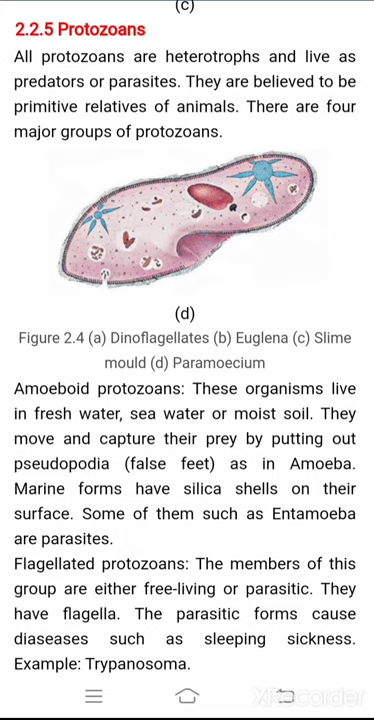 (c)
2.2.5 Protozoans
All protozoans are heterotrophs and live as
predators or parasites. They are believed to be
primitive relatives of animals. There are four
major groups of protozoans.
(d)
Figure 2.4 (a) Dinoflagellates (b) Euglena (c) Slime
mould (d) Paramoecium
Amoeboid protozoans: These organisms live
in fresh water, sea water or moist soil. They
move and capture their prey by putting out
pseudopodia (false feet) as in Amoeba.
Marine forms have silica shells on their
surface. Some of them such as Entamoeba
are parasites.
Flagellated protozoans: The members of this
group are either free-living or parasitic. They
have flagella. The parasitic forms cause
diaseases such as sleeping sickness.
Example: Trypanosoma.
XRecorder